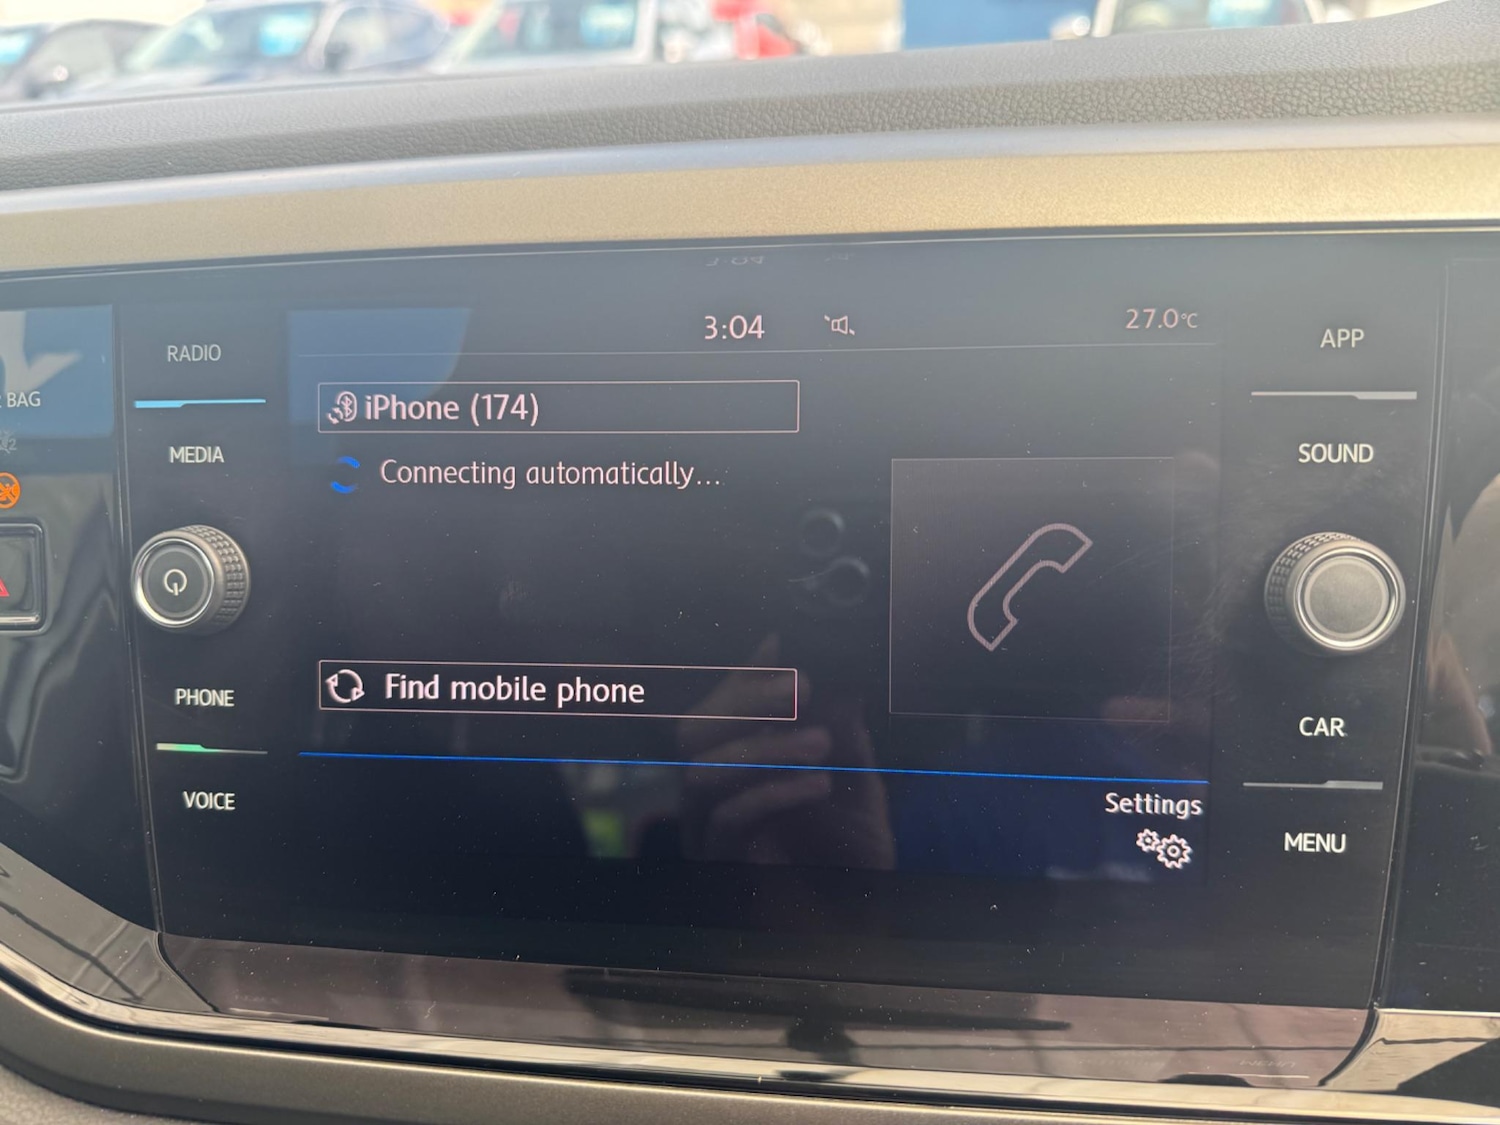 3:04
27.0°C
RADIO
MEDIA
PHONE
VOICE
BAG
iPhone (174)
Connecting automatically...
Find mobile phone
Settings
APP
SOUND
CAR
MENU